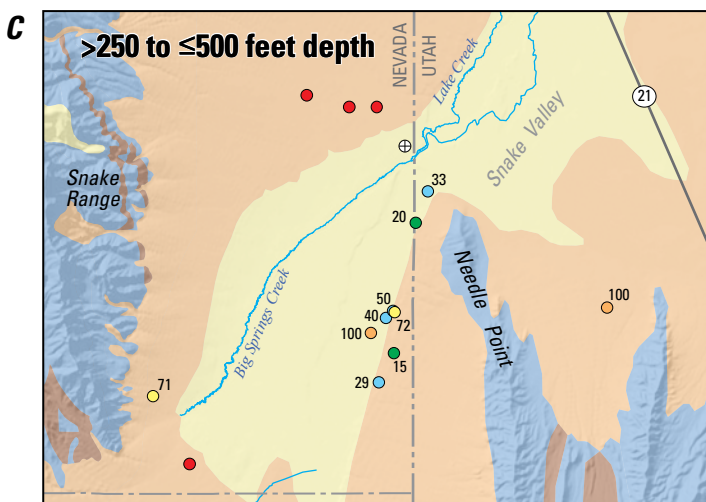 C
>250 to ≤500 feet depth
NEVADA
UTAH
Lake Creek
21
Snake Valley
Snake
Range
33
20
Needle
Point
Big Springs Creek
50
40
72
100
100
15
29
71